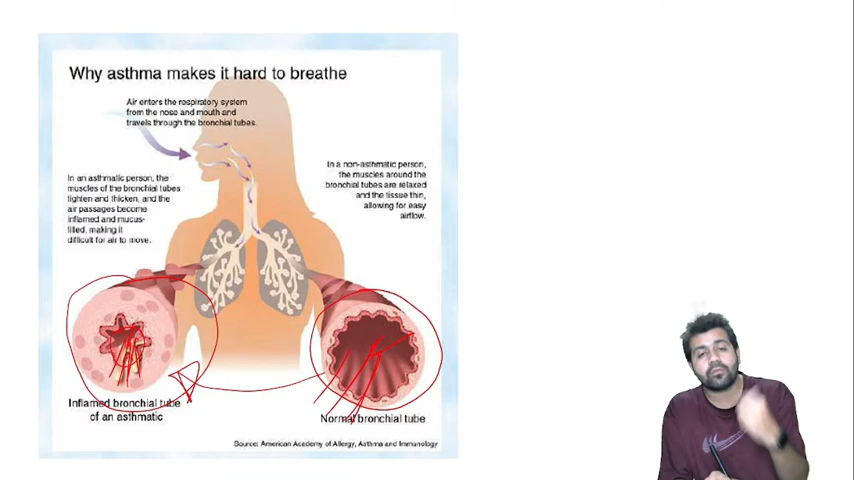 Why asthma makes it hard to breathe
Air enters the respiratory system
from the nose and mouth and
travels through the bronchial tubes.
In an asthmatic person, the
muscles of the bronchial tubes
tighten and thicken, and the
air passages become
inflamed and mucus-
filled, making it
difficult for air to move.
In a non-asthmatic person,
the muscles around the
bronchial tubes are relaxed
and the tissue thin,
allowing for easy
airflow.
Inflamed bronchial tube
of an asthmatic
Normal bronchial tube
Source: American Academy of Allergy, Asthma and Immunology